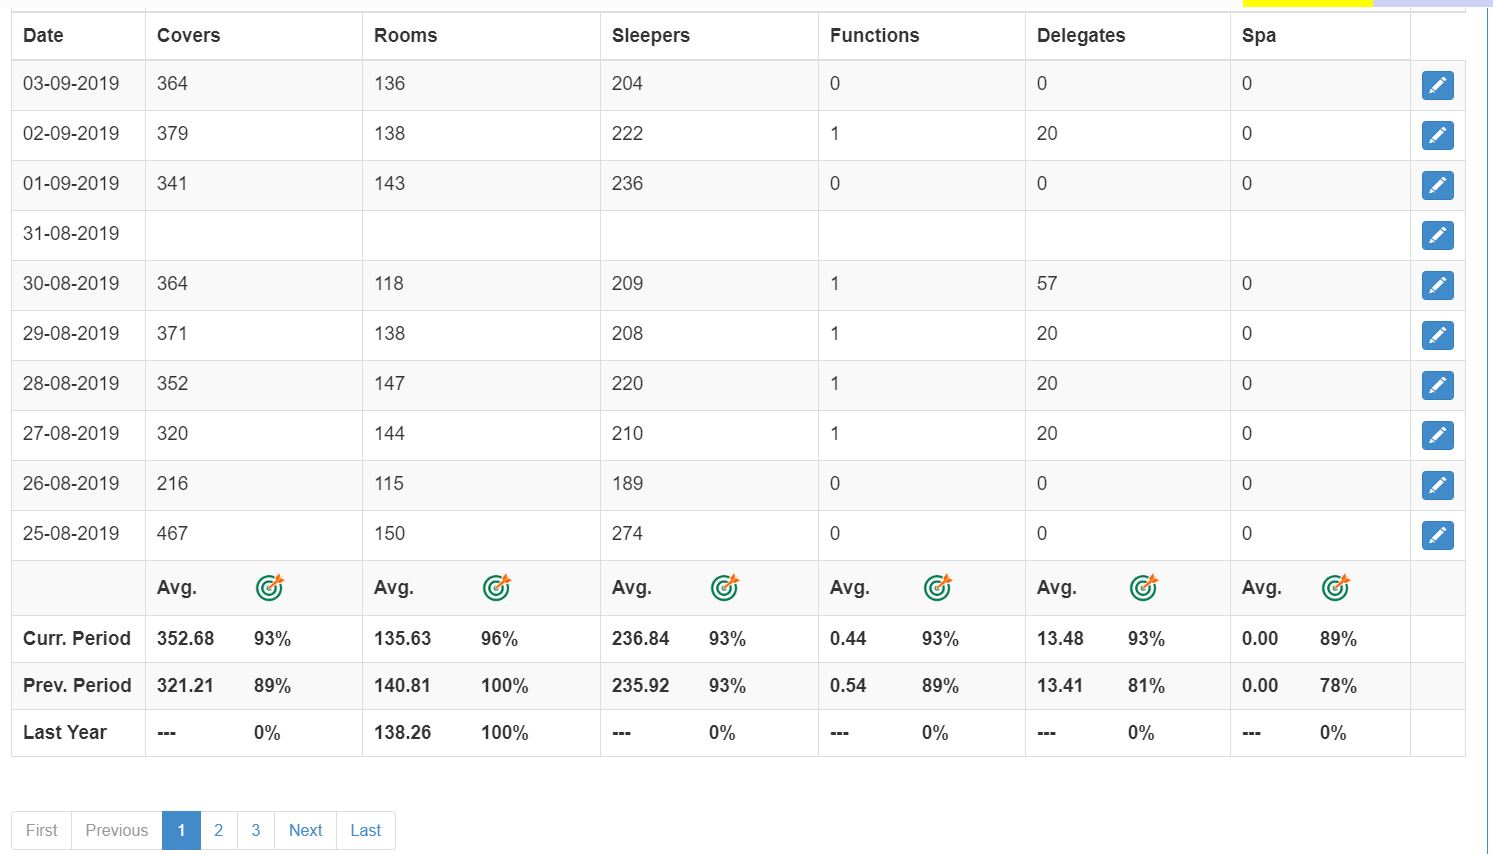 Date Covers Rooms Sleepers Functions Delegates Spa
03-09-2019 364 136 204 0 0 0
02-09-2019 379 138 222 1 20 0
01-09-2019 341 143 236 0 0 0
31-08-2019
30-08-2019 364 118 209 1 57 0
29-08-2019 371 138 208 1 20 0
28-08-2019 352 147 220 1 20 0
27-08-2019 320 144 210 1 20 0
26-08-2019 216 115 189 0 0 0
25-08-2019 467 150 274 0 0 0
Avg. Avg. Avg. Avg. Avg. Avg.
Curr. Period 352.68 93% 135.63 96% 236.84 93% 0.44 93% 13.48 93% 0.00 89%
Prev. Period 321.21 89% 140.81 100% 235.92 93% 0.54 89% 13.41 81% 0.00 78%
Last Year --- 0% 138.26 100% --- 0% --- 0% --- 0% --- 0%
First Previous 1 2 3 Next Last